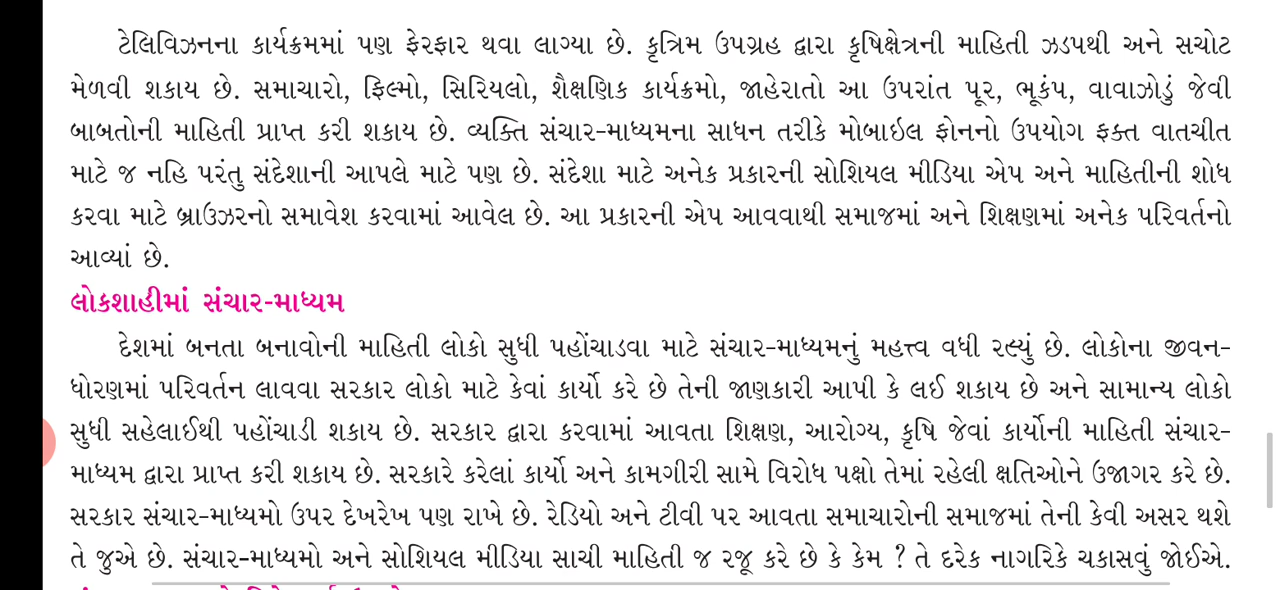 ટેલિવિઝનના કાર્યક્રમમાં પણ ફેરફાર થવા લાગ્યા છે. કૃત્રિમ ઉપગ્રહ દ્વારા કૃષિક્ષેત્રની માહિતી ઝડપથી અને સચોટ
મેળવી શકાય છે. સમાચારો, ફિલ્મો, સિરિયલો, શૈક્ષણિક કાર્યક્રમો, જાહેરાતો આ ઉપરાંત પૂર, ભૂકંપ, વાવાઝોડું જેવી
બાબતોની માહિતી પ્રાપ્ત કરી શકાય છે. વ્યક્તિ સંચાર-માધ્યમના સાધન તરીકે મોબાઇલ ફોનનો ઉપયોગ ફક્ત વાતચીત
માટે જ નહિ પરંતુ સંદેશાની આપલે માટે પણ છે. સંદેશા માટે અનેક પ્રકારની સોશિયલ મીડિયા એપ અને માહિતીની શોધ
કરવા માટે બ્રાઉઝરનો સમાવેશ કરવામાં આવેલ છે. આ પ્રકારની એપ આવવાથી સમાજમાં અને શિક્ષણમાં અનેક પરિવર્તનો
આવ્યાં છે.
લોકશાહીમાં સંચાર-માધ્યમ
દેશમાં બનતા બનાવોની માહિતી લોકો સુધી પહોંચાડવા માટે સંચાર-માધ્યમનું મહત્ત્વ વધી રહ્યું છે. લોકોના જીવન-
ધોરણમાં પરિવર્તન લાવવા સરકાર લોકો માટે કેવાં કાર્યો કરે છે તેની જાણકારી આપી કે લઈ શકાય છે અને સામાન્ય લોકો
સુધી સહેલાઈથી પહોંચાડી શકાય છે. સરકાર દ્વારા કરવામાં આવતા શિક્ષણ, આરોગ્ય, કૃષિ જેવાં કાર્યોની માહિતી સંચાર-
માધ્યમ દ્વારા પ્રાપ્ત કરી શકાય છે. સરકારે કરેલાં કાર્યો અને કામગીરી સામે વિરોધ પક્ષો તેમાં રહેલી ક્ષતિઓને ઉજાગર કરે છે.
સરકાર સંચાર-માધ્યમો ઉપર દેખરેખ પણ રાખે છે. રેડિયો અને ટીવી પર આવતા સમાચારોની સમાજમાં તેની કેવી અસર થશે
તે જુએ છે. સંચાર-માધ્યમો અને સોશિયલ મીડિયા સાચી માહિતી જ રજૂ કરે છે કે કેમ ? તે દરેક નાગરિકે ચકાસવું જોઈએ.